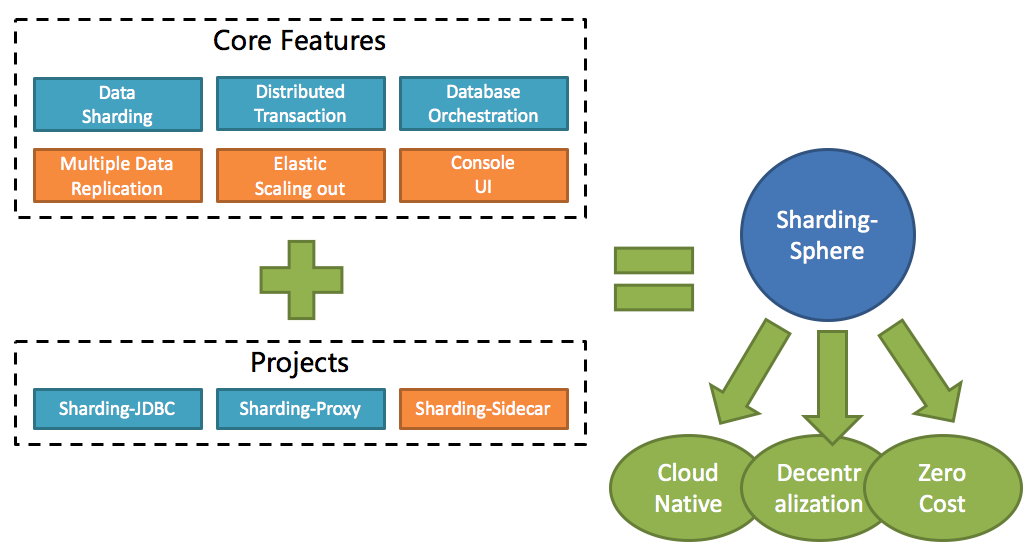 Core Features
Data
Sharding
Distributed
Transaction
Database
Orchestration
Multiple Data
Replication
Elastic
Scaling out
Console
UI
Projects
Sharding-JDBC
Sharding-Proxy
Sharding-Sidecar
Sharding-
Sphere
Cloud
Native
Decentr
alization
Zero
Cost